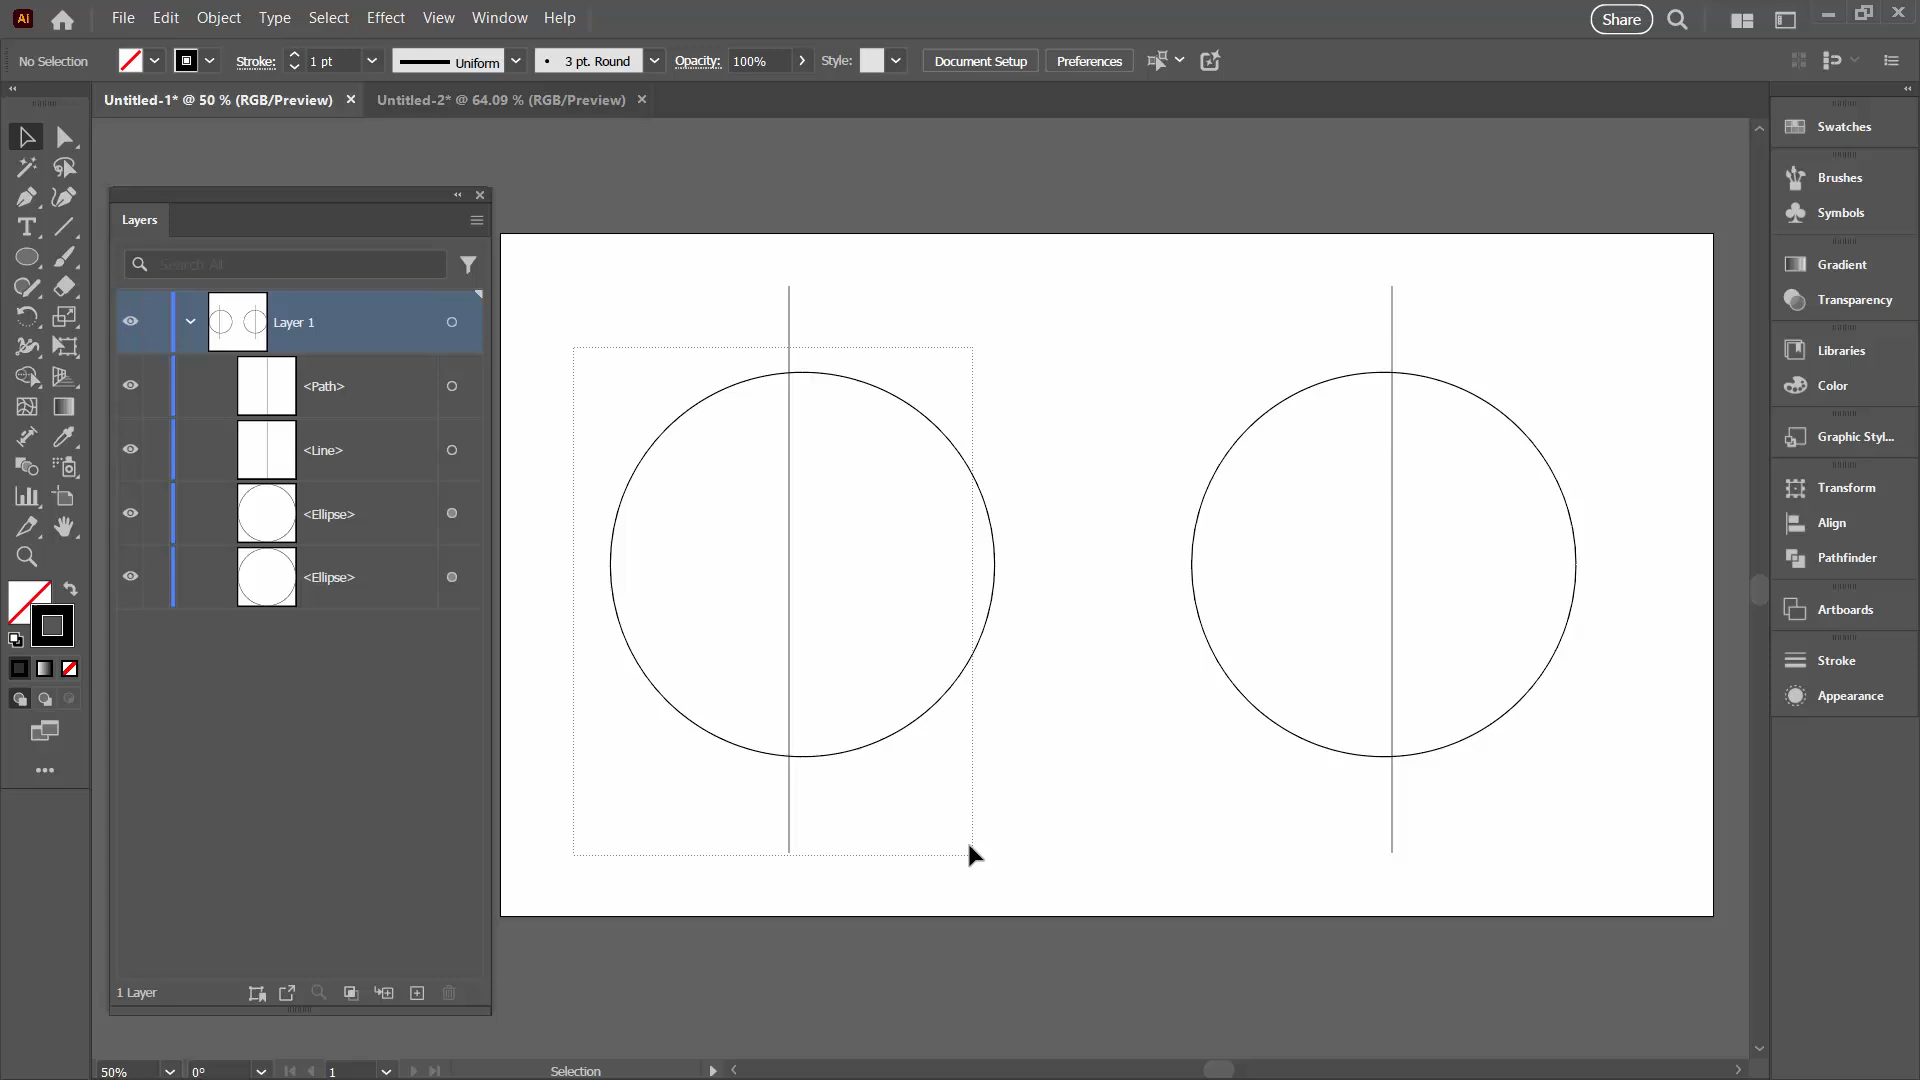 Ai File Edit Object Type Select Effect View Window Help Share
No Selection Stroke: 1 pt Uniform 3 pt. Round Opacity: 100% Style: Document Setup Preferences
Untitled-1* @ 50 % (RGB/Preview) Untitled-2* @ 64.09 % (RGB/Preview)
Layers
Search All
Layer 1
<Path>
<Line>
<Ellipse>
<Ellipse>
1 Layer
Swatches
Brushes
Symbols
Gradient
Transparency
Libraries
Color
Graphic Styl...
Transform
Align
Pathfinder
Artboards
Stroke
Appearance
50% 0° 1 Selection